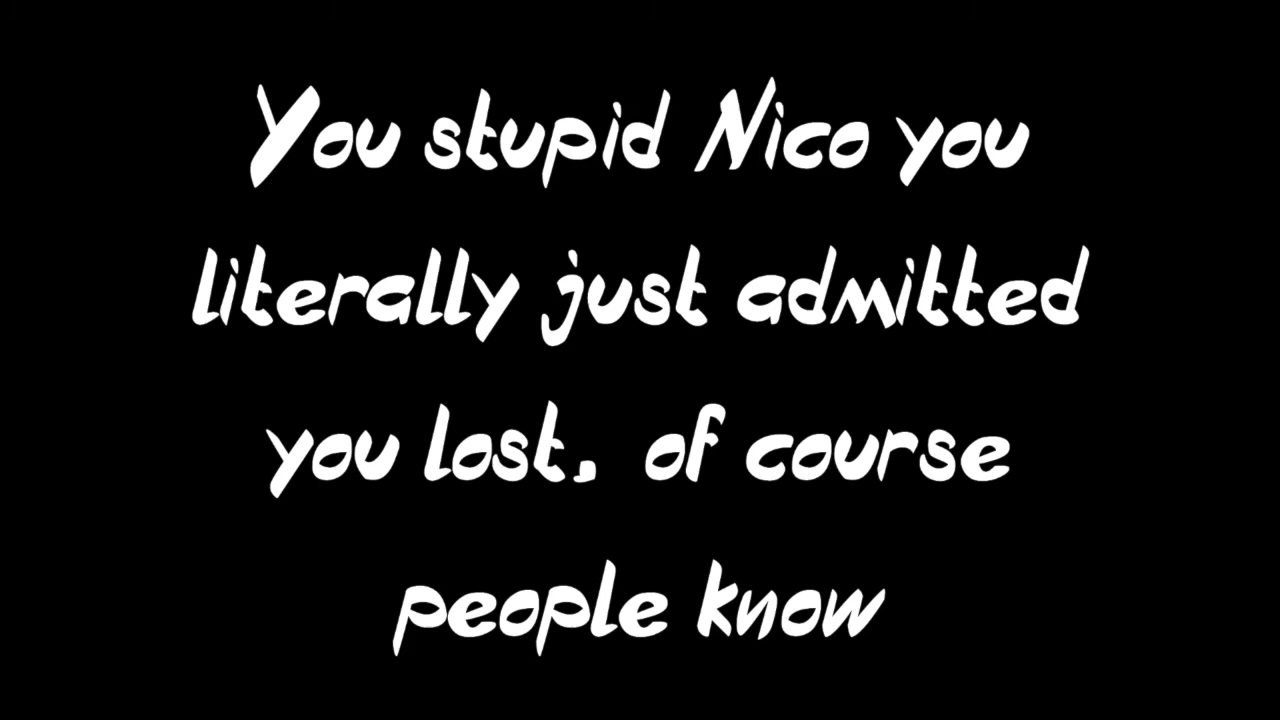 You stupid Nico you
literally just admitted
you lost. of course
people know